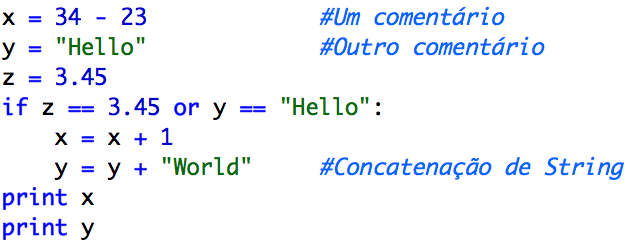 x = 34 - 23 #Um comentário
y = "Hello" #Outro comentário
z = 3.45
if z == 3.45 or y == "Hello":
    x = x + 1
    y = y + "World" #Concatenação de String
print x
print y